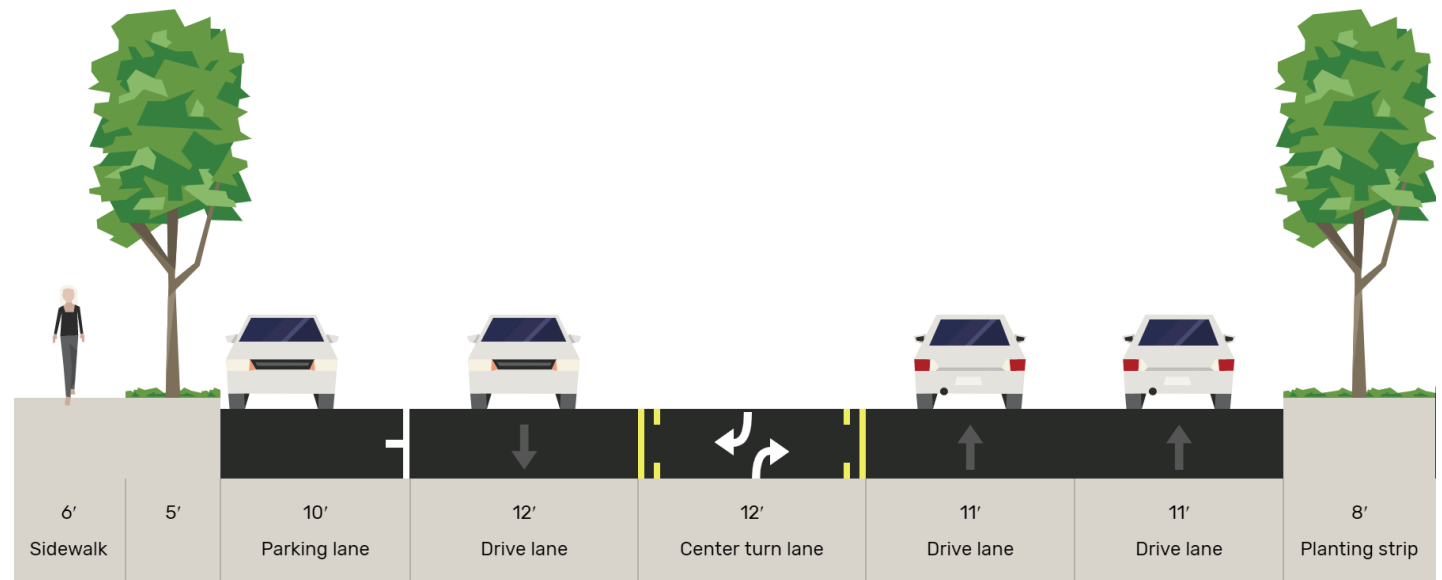 6′
5′
10′
12′
12′
11′
11′
8′
Sidewalk
Parking lane
Drive lane
Center turn lane
Drive lane
Drive lane
Planting strip